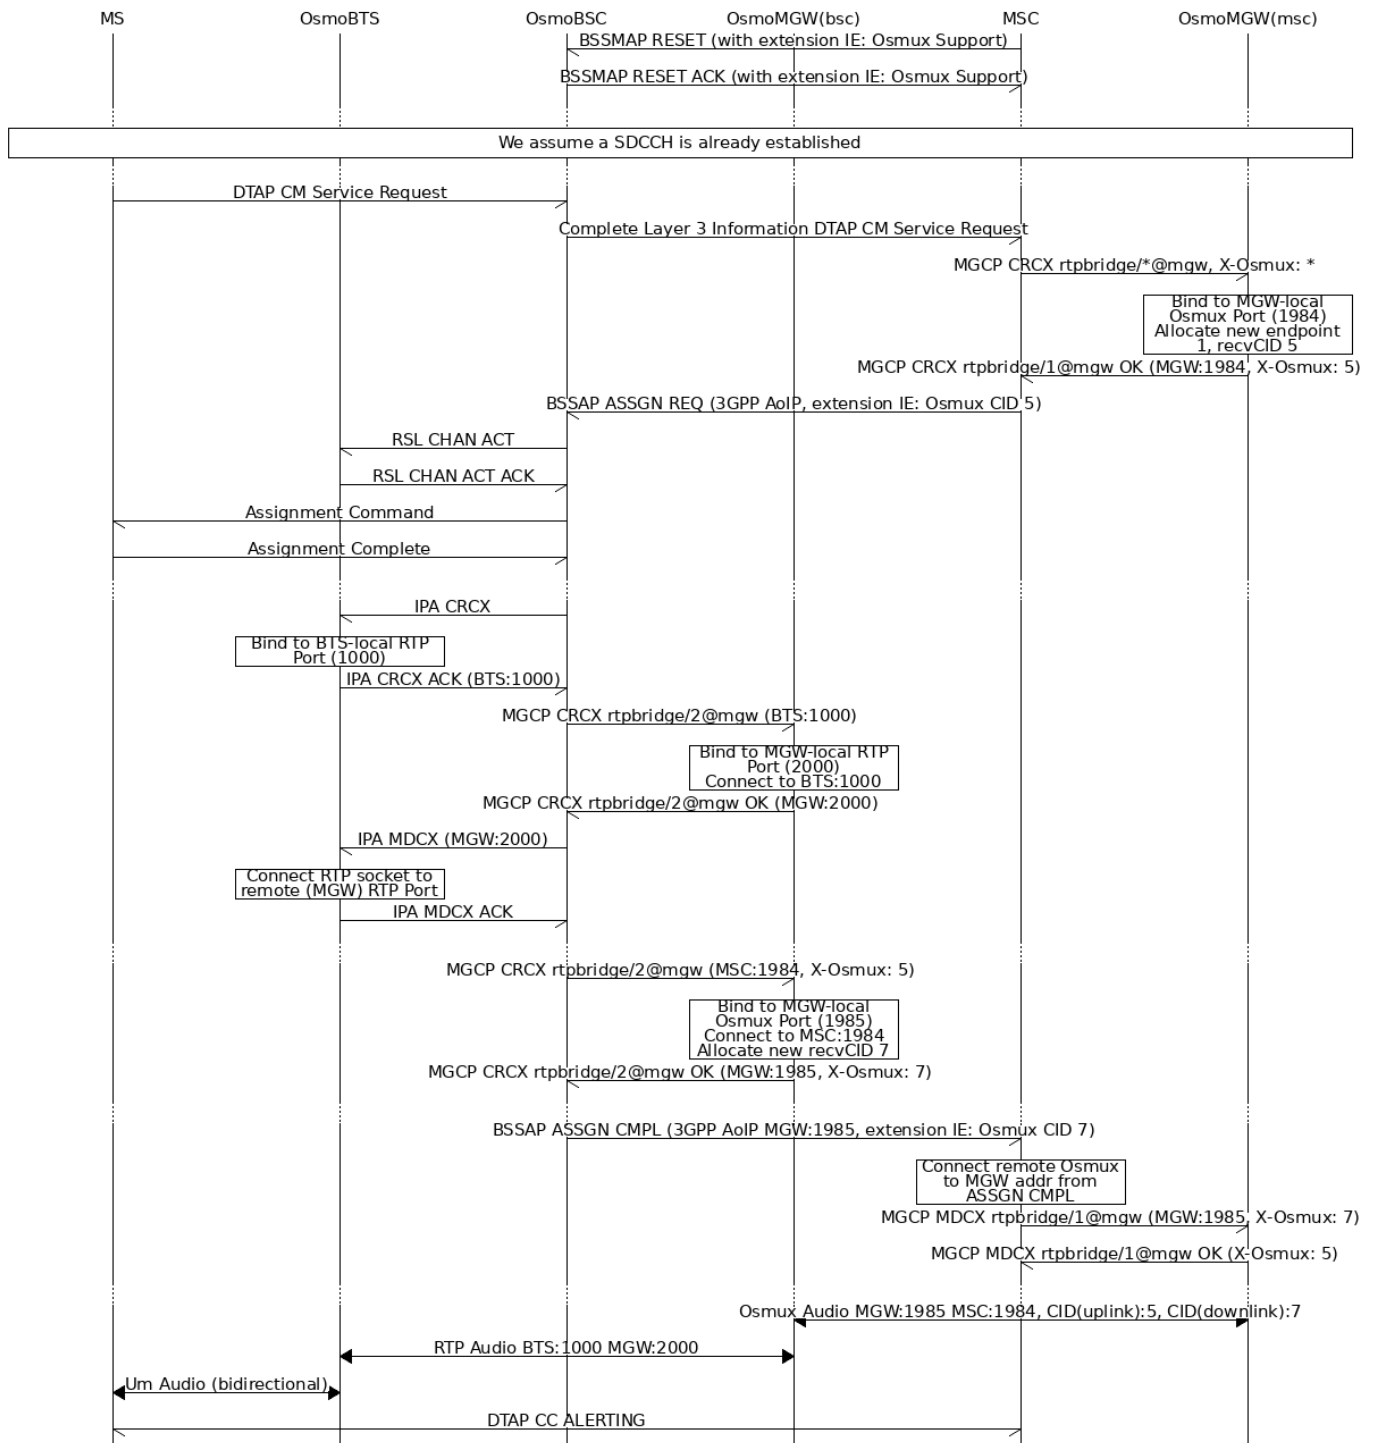 MS OsmoBTS OsmoBSC OsmoMGW(bsc) MSC OsmoMGW(msc)
BSSMAP RESET (with extension IE: Osmux Support)
BSSMAP RESET ACK (with extension IE: Osmux Support)
We assume a SDCCH is already established
DTAP CM Service Request
Complete Layer 3 Information DTAP CM Service Request
MGCP CRCX rtpbridge/*@mgw, X-Osmux: *
Bind to MGW-local
Osmux Port (1984)
Allocate new endpoint
1, recvCID 5
MGCP CRCX rtpbridge/1@mgw OK (MGW:1984, X-Osmux: 5)
BSSAP ASSGN REQ (3GPP AoIP, extension IE: Osmux CID 5)
RSL CHAN ACT
RSL CHAN ACT ACK
Assignment Command
Assignment Complete
IPA CRCX
Bind to BTS-local RTP
Port (1000)
IPA CRCX ACK (BTS:1000)
MGCP CRCX rtpbridge/2@mgw (BTS:1000)
Bind to MGW-local RTP
Port (2000)
Connect to BTS:1000
MGCP CRCX rtpbridge/2@mgw OK (MGW:2000)
IPA MDCX (MGW:2000)
Connect RTP socket to
remote (MGW) RTP Port
IPA MDCX ACK
MGCP CRCX rtpbridge/2@mgw (MSC:1984, X-Osmux: 5)
Bind to MGW-local
Osmux Port (1985)
Connect to MSC:1984
Allocate new recvCID 7
MGCP CRCX rtpbridge/2@mgw OK (MGW:1985, X-Osmux: 7)
BSSAP ASSGN CMPL (3GPP AoIP MGW:1985, extension IE: Osmux CID 7)
Connect remote Osmux
to MGW addr from
ASSGN CMPL
MGCP MDCX rtpbridge/1@mgw (MGW:1985, X-Osmux: 7)
MGCP MDCX rtpbridge/1@mgw OK (X-Osmux: 5)
Osmux Audio MGW:1985 MSC:1984, CID(uplink):5, CID(downlink):7
RTP Audio BTS:1000 MGW:2000
Um Audio (bidirectional)
DTAP CC ALERTING